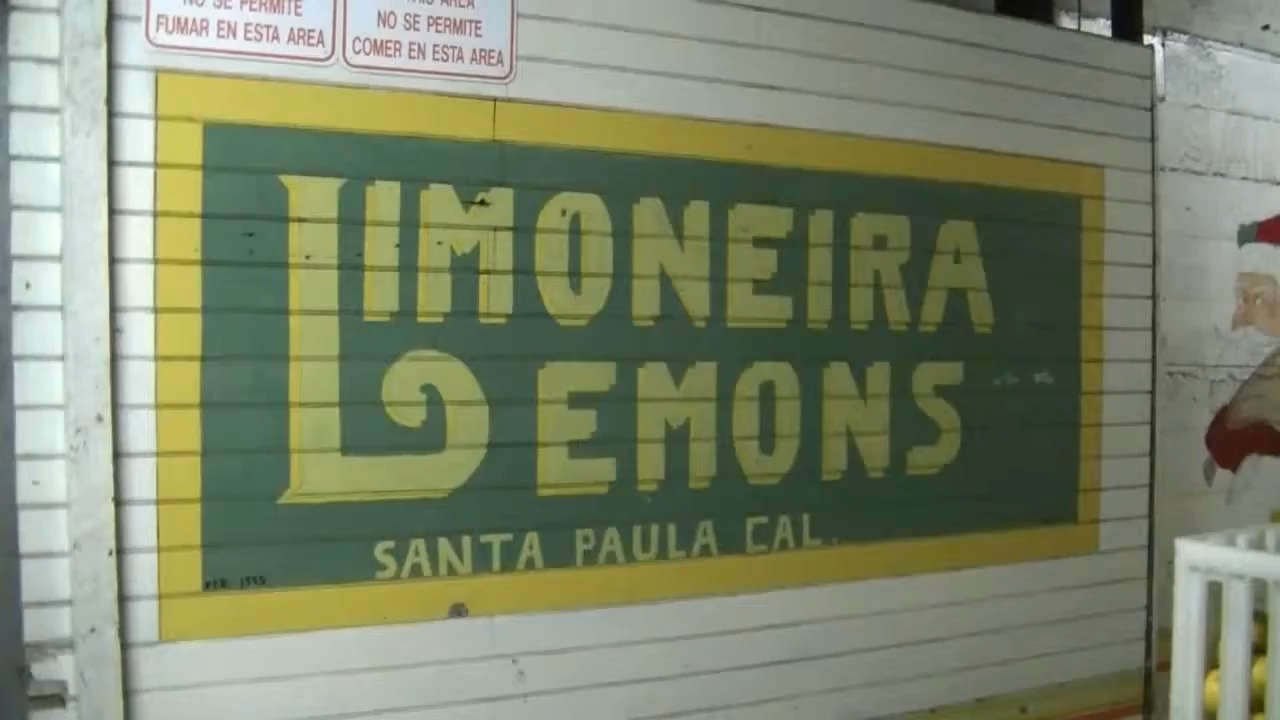 NO SE PERMITE
FUMAR EN ESTA AREA
THIS AREA
NO SE PERMITE
COMER EN ESTA AREA
LIMONEIRA
LEMONS
SANTA PAULA CAL.